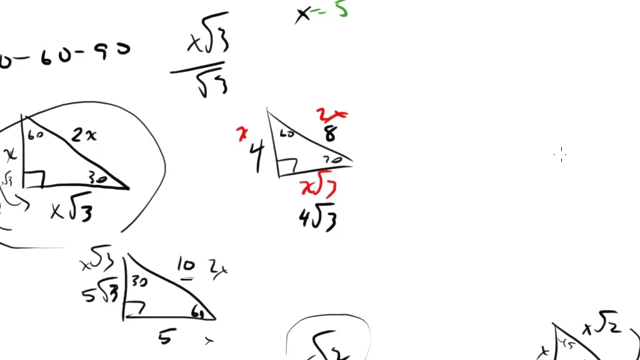 x = 5
0 - 60 - 90
x√3
√3
60
2x
x
30
x√3
x
2x
60
8
4
30
x√3
4√3
x√3
10 2x
5√3
30
60
5
x
√2
x√2
45
x